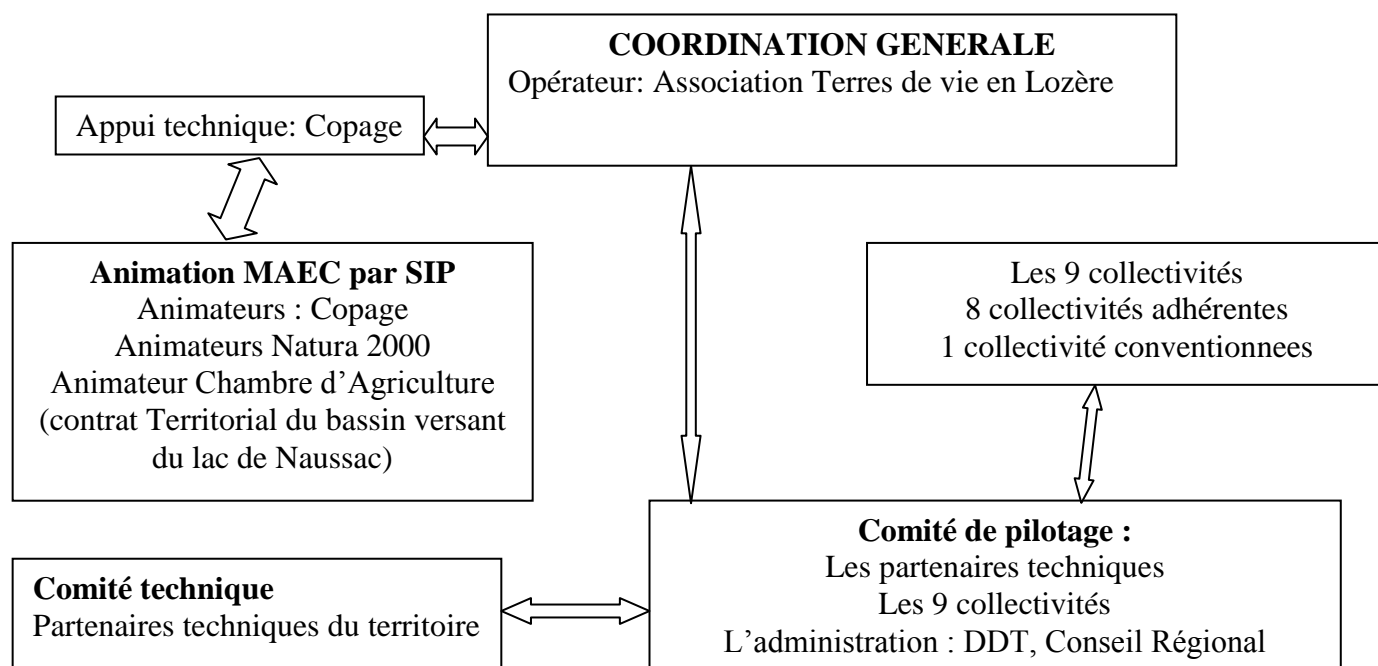 COORDINATION GENERALE
Opérateur: Association Terres de vie en Lozère
Appui technique: Copage
Animation MAEC par SIP
Animateurs : Copage
Animateurs Natura 2000
Animateur Chambre d’Agriculture
(contrat Territorial du bassin versant
du lac de Naussac)
Les 9 collectivités
8 collectivités adhérentes
1 collectivité conventionnees
Comité de pilotage :
Les partenaires techniques
Les 9 collectivités
L’administration : DDT, Conseil Régional
Comité technique
Partenaires techniques du territoire